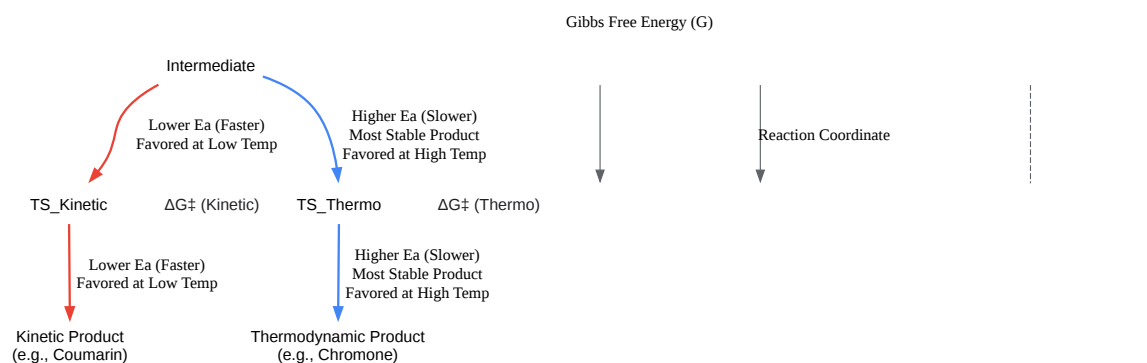 Gibbs Free Energy (G)
Intermediate
Lower Ea (Faster)
Favored at Low Temp
Higher Ea (Slower)
Most Stable Product
Favored at High Temp
Reaction Coordinate
TS_Kinetic
ΔG‡ (Kinetic)
TS_Thermo
ΔG‡ (Thermo)
Lower Ea (Faster)
Favored at Low Temp
Higher Ea (Slower)
Most Stable Product
Favored at High Temp
Kinetic Product
(e.g., Coumarin)
Thermodynamic Product
(e.g., Chromone)